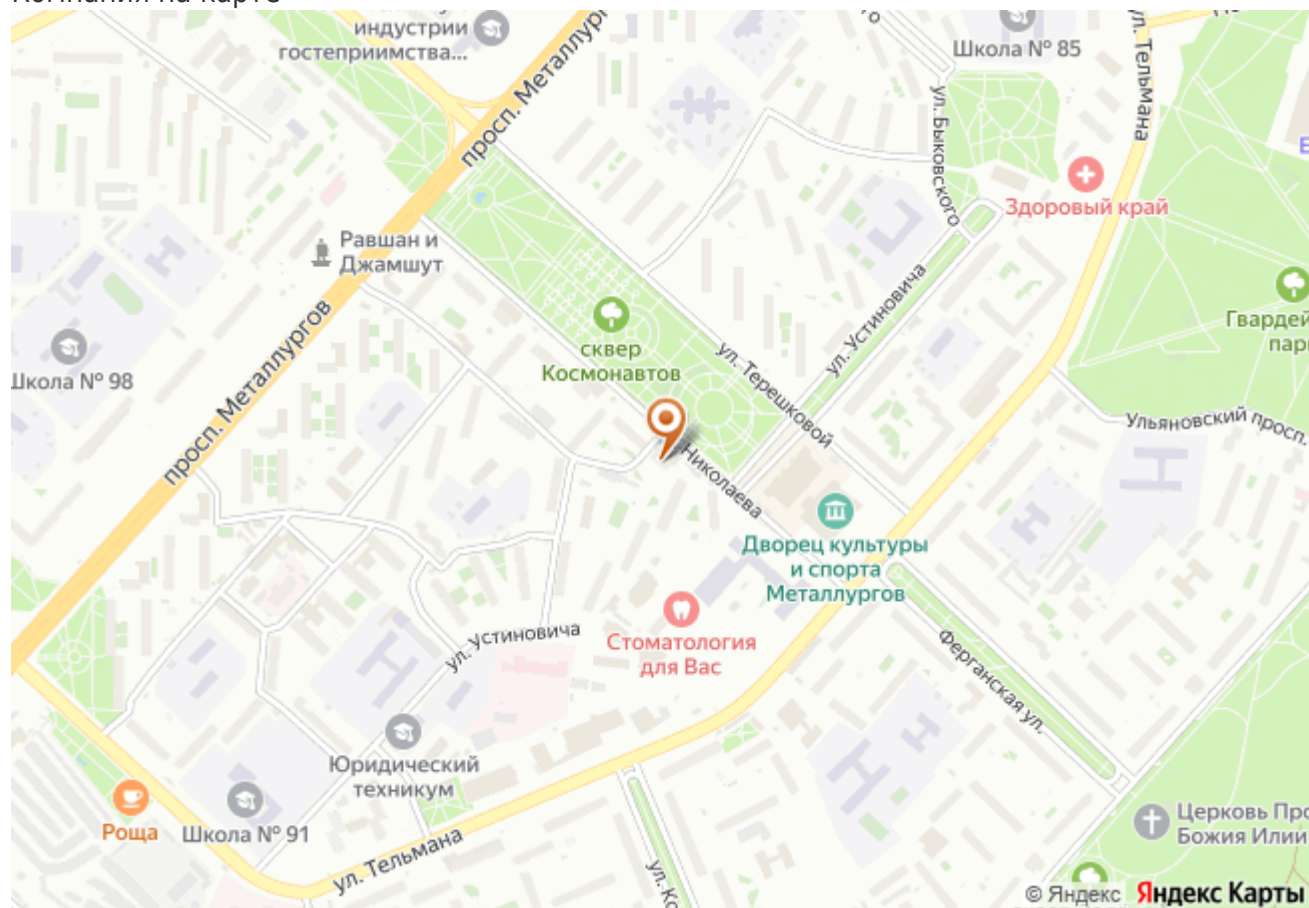 индустрии
гостеприимства...
Школа № 85
ул. Тельмана
просп. Металлург
ул. Быковского
Здоровый край
Равшан и
Джамшут
Гвардей
пар
сквер
Космонавтов
ул. Устиновича
ул. Терешковой
Школа № 98
просп. Металлургов
Ульяновский просп.
Николаева
Дворец культуры
и спорта
Металлургов
ул. Устиновича
Стоматология
для Вас
Ферганская ул.
Юридический
техникум
Роща
Школа № 91
ул. Тельмана
ул. Ко
Церковь Про
Божия Илии
© Яндекс Яндекс Карты